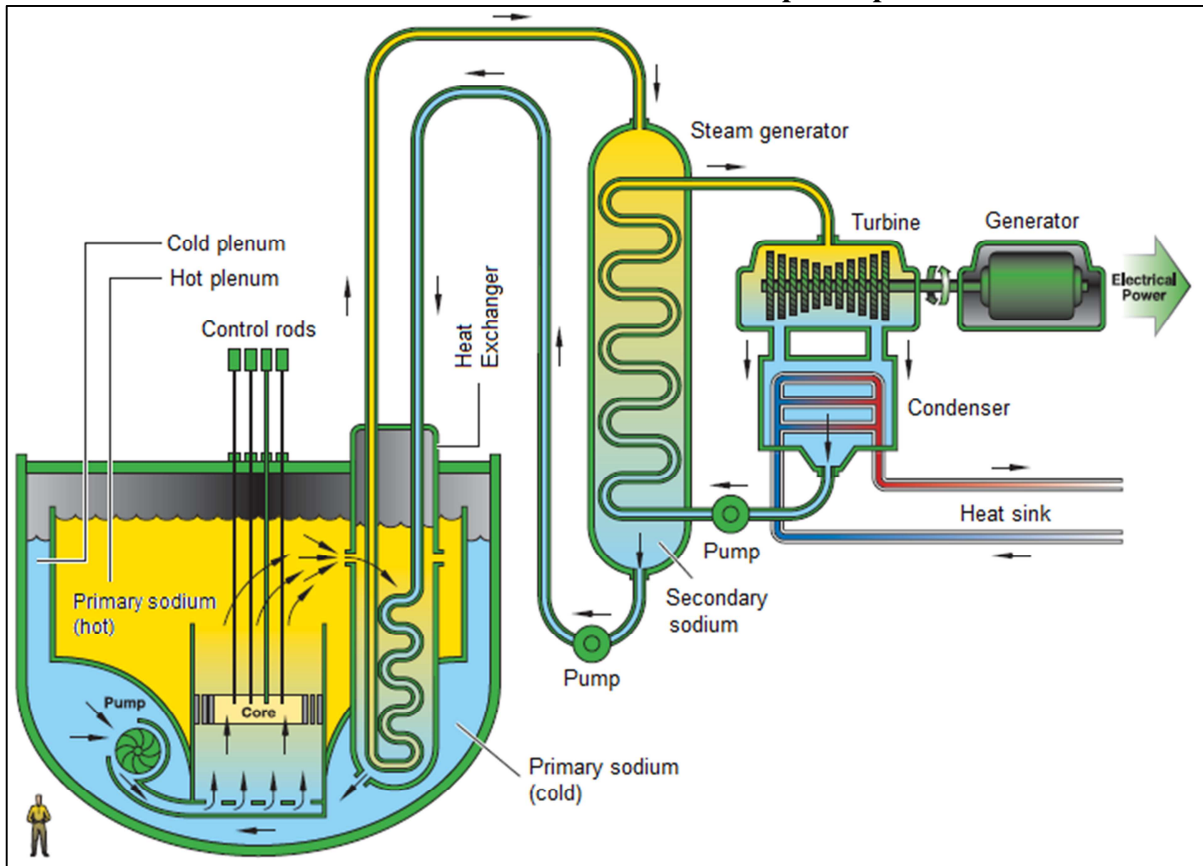 Steam generator
Turbine
Generator
Cold plenum
Hot plenum
Electrical
Power
Control rods
Heat
Exchanger
Condenser
Heat sink
Pump
Primary sodium
(hot)
Secondary
sodium
Pump
Pump
Core
Primary sodium
(cold)